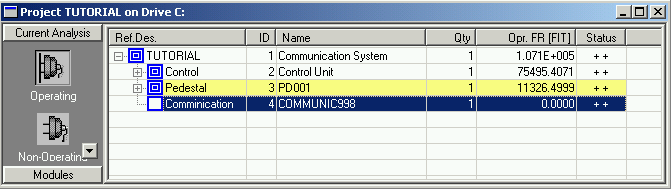 Project TUTORIAL on Drive C:
Current Analysis
Operating
Non-Operating
Modules
Ref.Des. ID Name Qty Opr. FR [FIT] Status
TUTORIAL 1 Communication System 1 1.071E+005 ++
Control 2 Control Unit 1 75495.4071 ++
Pedestal 3 PD001 1 11326.4999 ++
Comminication 4 COMMUNIC998 1 0.0000 ++